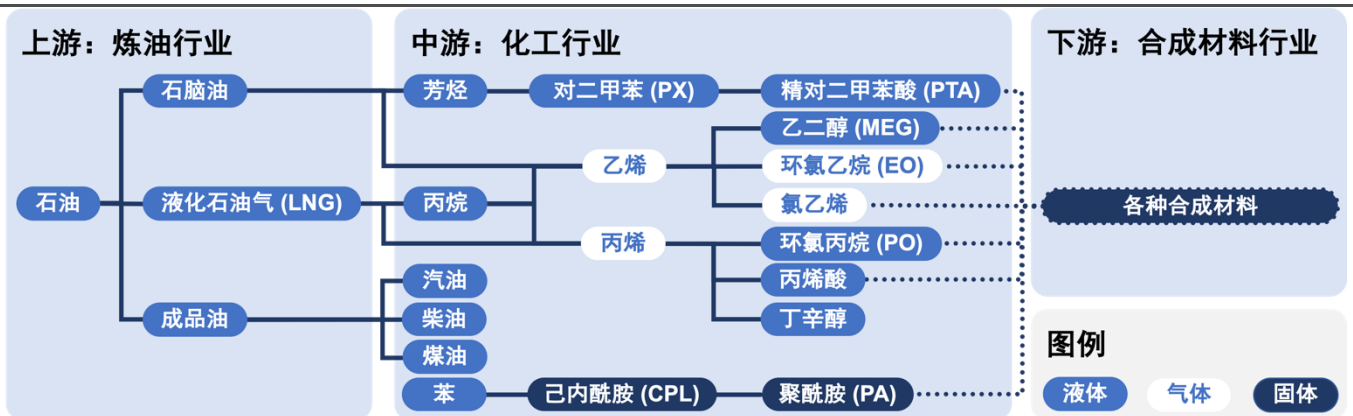 上游：炼油行业
中游：化工行业
下游：合成材料行业
石脑油
芳烃
对二甲苯 (PX)
精对二甲苯酸 (PTA)
乙二醇 (MEG)
乙烯
环氯乙烷 (EO)
石油
液化石油气 (LNG)
丙烷
氯乙烯
各种合成材料
丙烯
环氯丙烷 (PO)
汽油
丙烯酸
成品油
柴油
丁辛醇
煤油
苯
己内酰胺 (CPL)
聚酰胺 (PA)
图例
液体
气体
固体